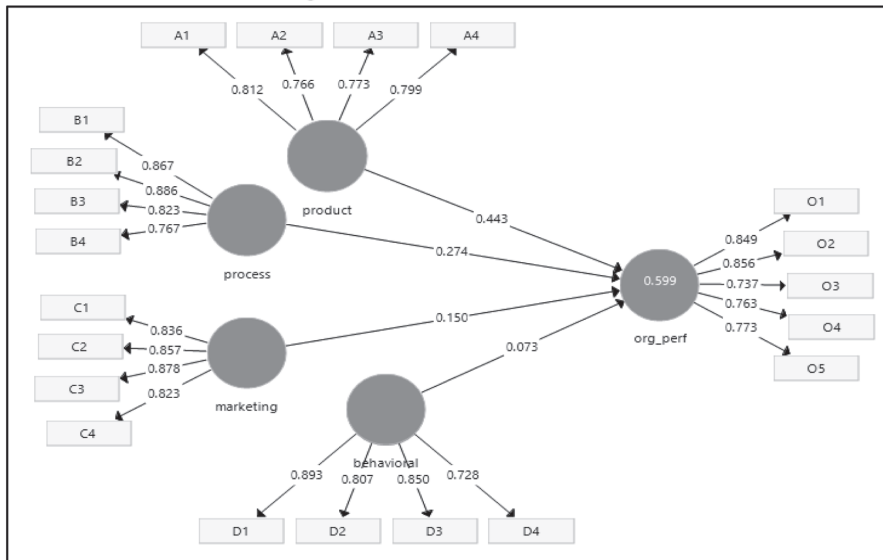 A1 A2 A3 A4
0.812 0.766 0.773 0.799
product
B1
B2
B3
B4
0.867
0.886
0.823
0.767
process
C1
C2
C3
C4
0.836
0.857
0.878
0.823
marketing
0.443
0.274
0.150
0.073
0.599
org_perf
O1
O2
O3
O4
O5
0.849
0.856
0.737
0.763
0.773
behavioral
0.893 0.807 0.850 0.728
D1 D2 D3 D4